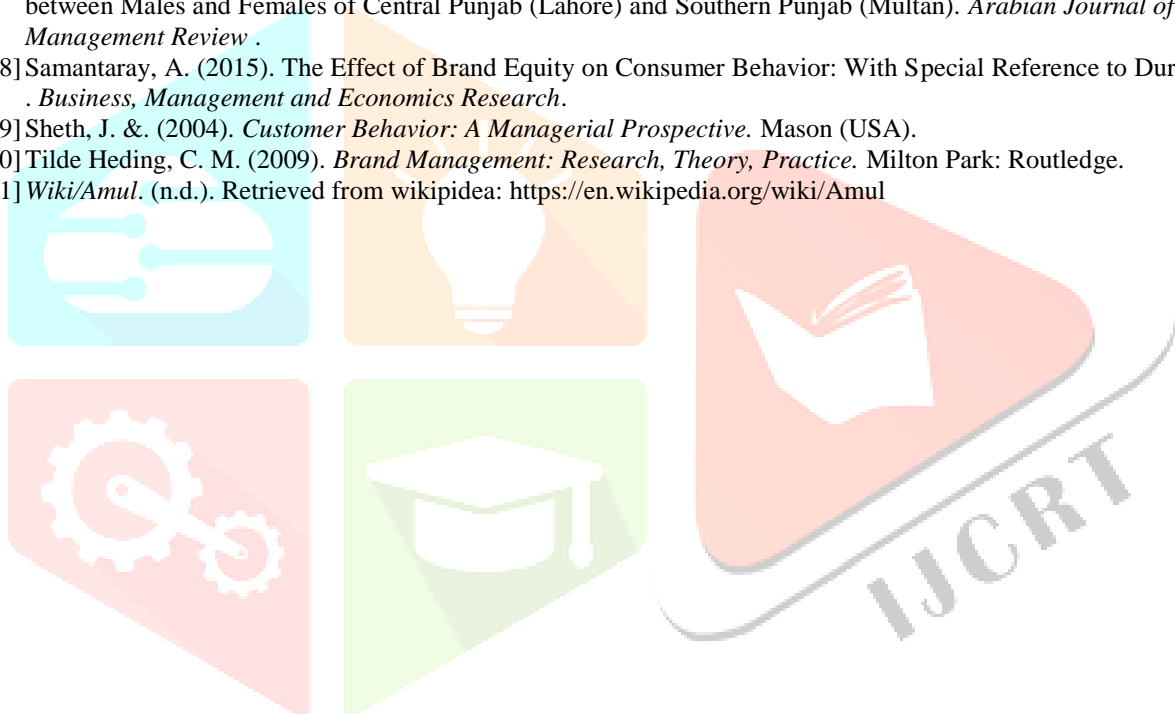 between Males and Females of Central Punjab (Lahore) and Southern Punjab (Multan). Arabian Journal of
Management Review .
8] Samantaray, A. (2015). The Effect of Brand Equity on Consumer Behavior: With Special Reference to Dur
. Business, Management and Economics Research.
9] Sheth, J. &. (2004). Customer Behavior: A Managerial Prospective. Mason (USA).
0] Tilde Heding, C. M. (2009). Brand Management: Research, Theory, Practice. Milton Park: Routledge.
1] Wiki/Amul. (n.d.). Retrieved from wikipidea: https://en.wikipedia.org/wiki/Amul
IJCRT